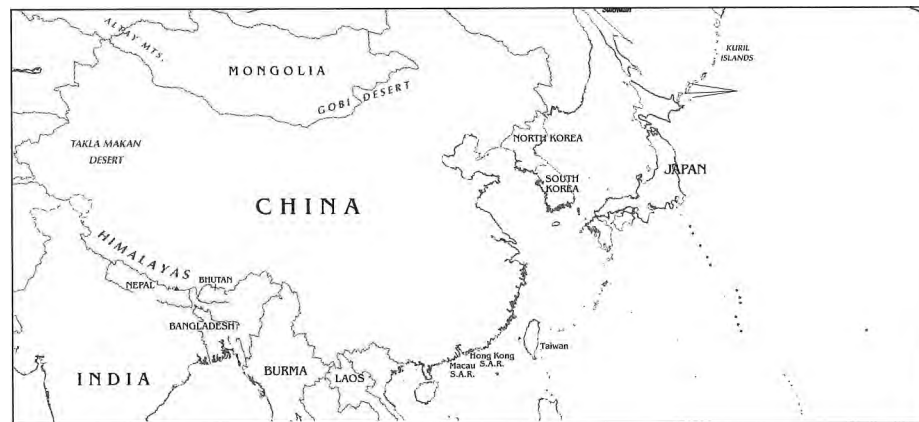 Sakhalin
KURIL
ISLANDS
ALTAY MTS.
MONGOLIA
GOBI DESERT
NORTH KOREA
TAKLA MAKAN
DESERT
JAPAN
SOUTH
KOREA
CHINA
HIMALAYAS
BHUTAN
NEPAL
BANGLADESH
Taiwan
Hong Kong
S.A.R.
Macau
S.A.R.
BURMA
LAOS
INDIA